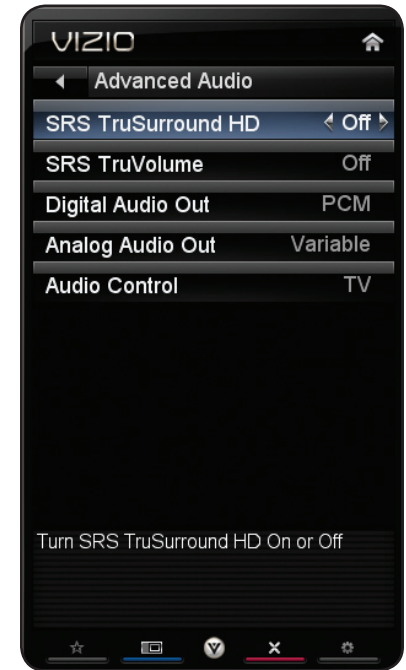 VIZIO
Advanced Audio
SRS TruSurround HD Off
SRS TruVolume Off
Digital Audio Out PCM
Analog Audio Out Variable
Audio Control TV
Turn SRS TruSurround HD On or Off
V